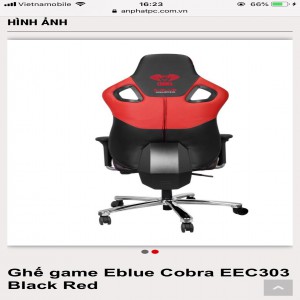 Vietnamobile
16:23
66%
anphatpc.com.vn
HÌNH ẢNH
Ghế game Eblue Cobra EEC303
Black Red